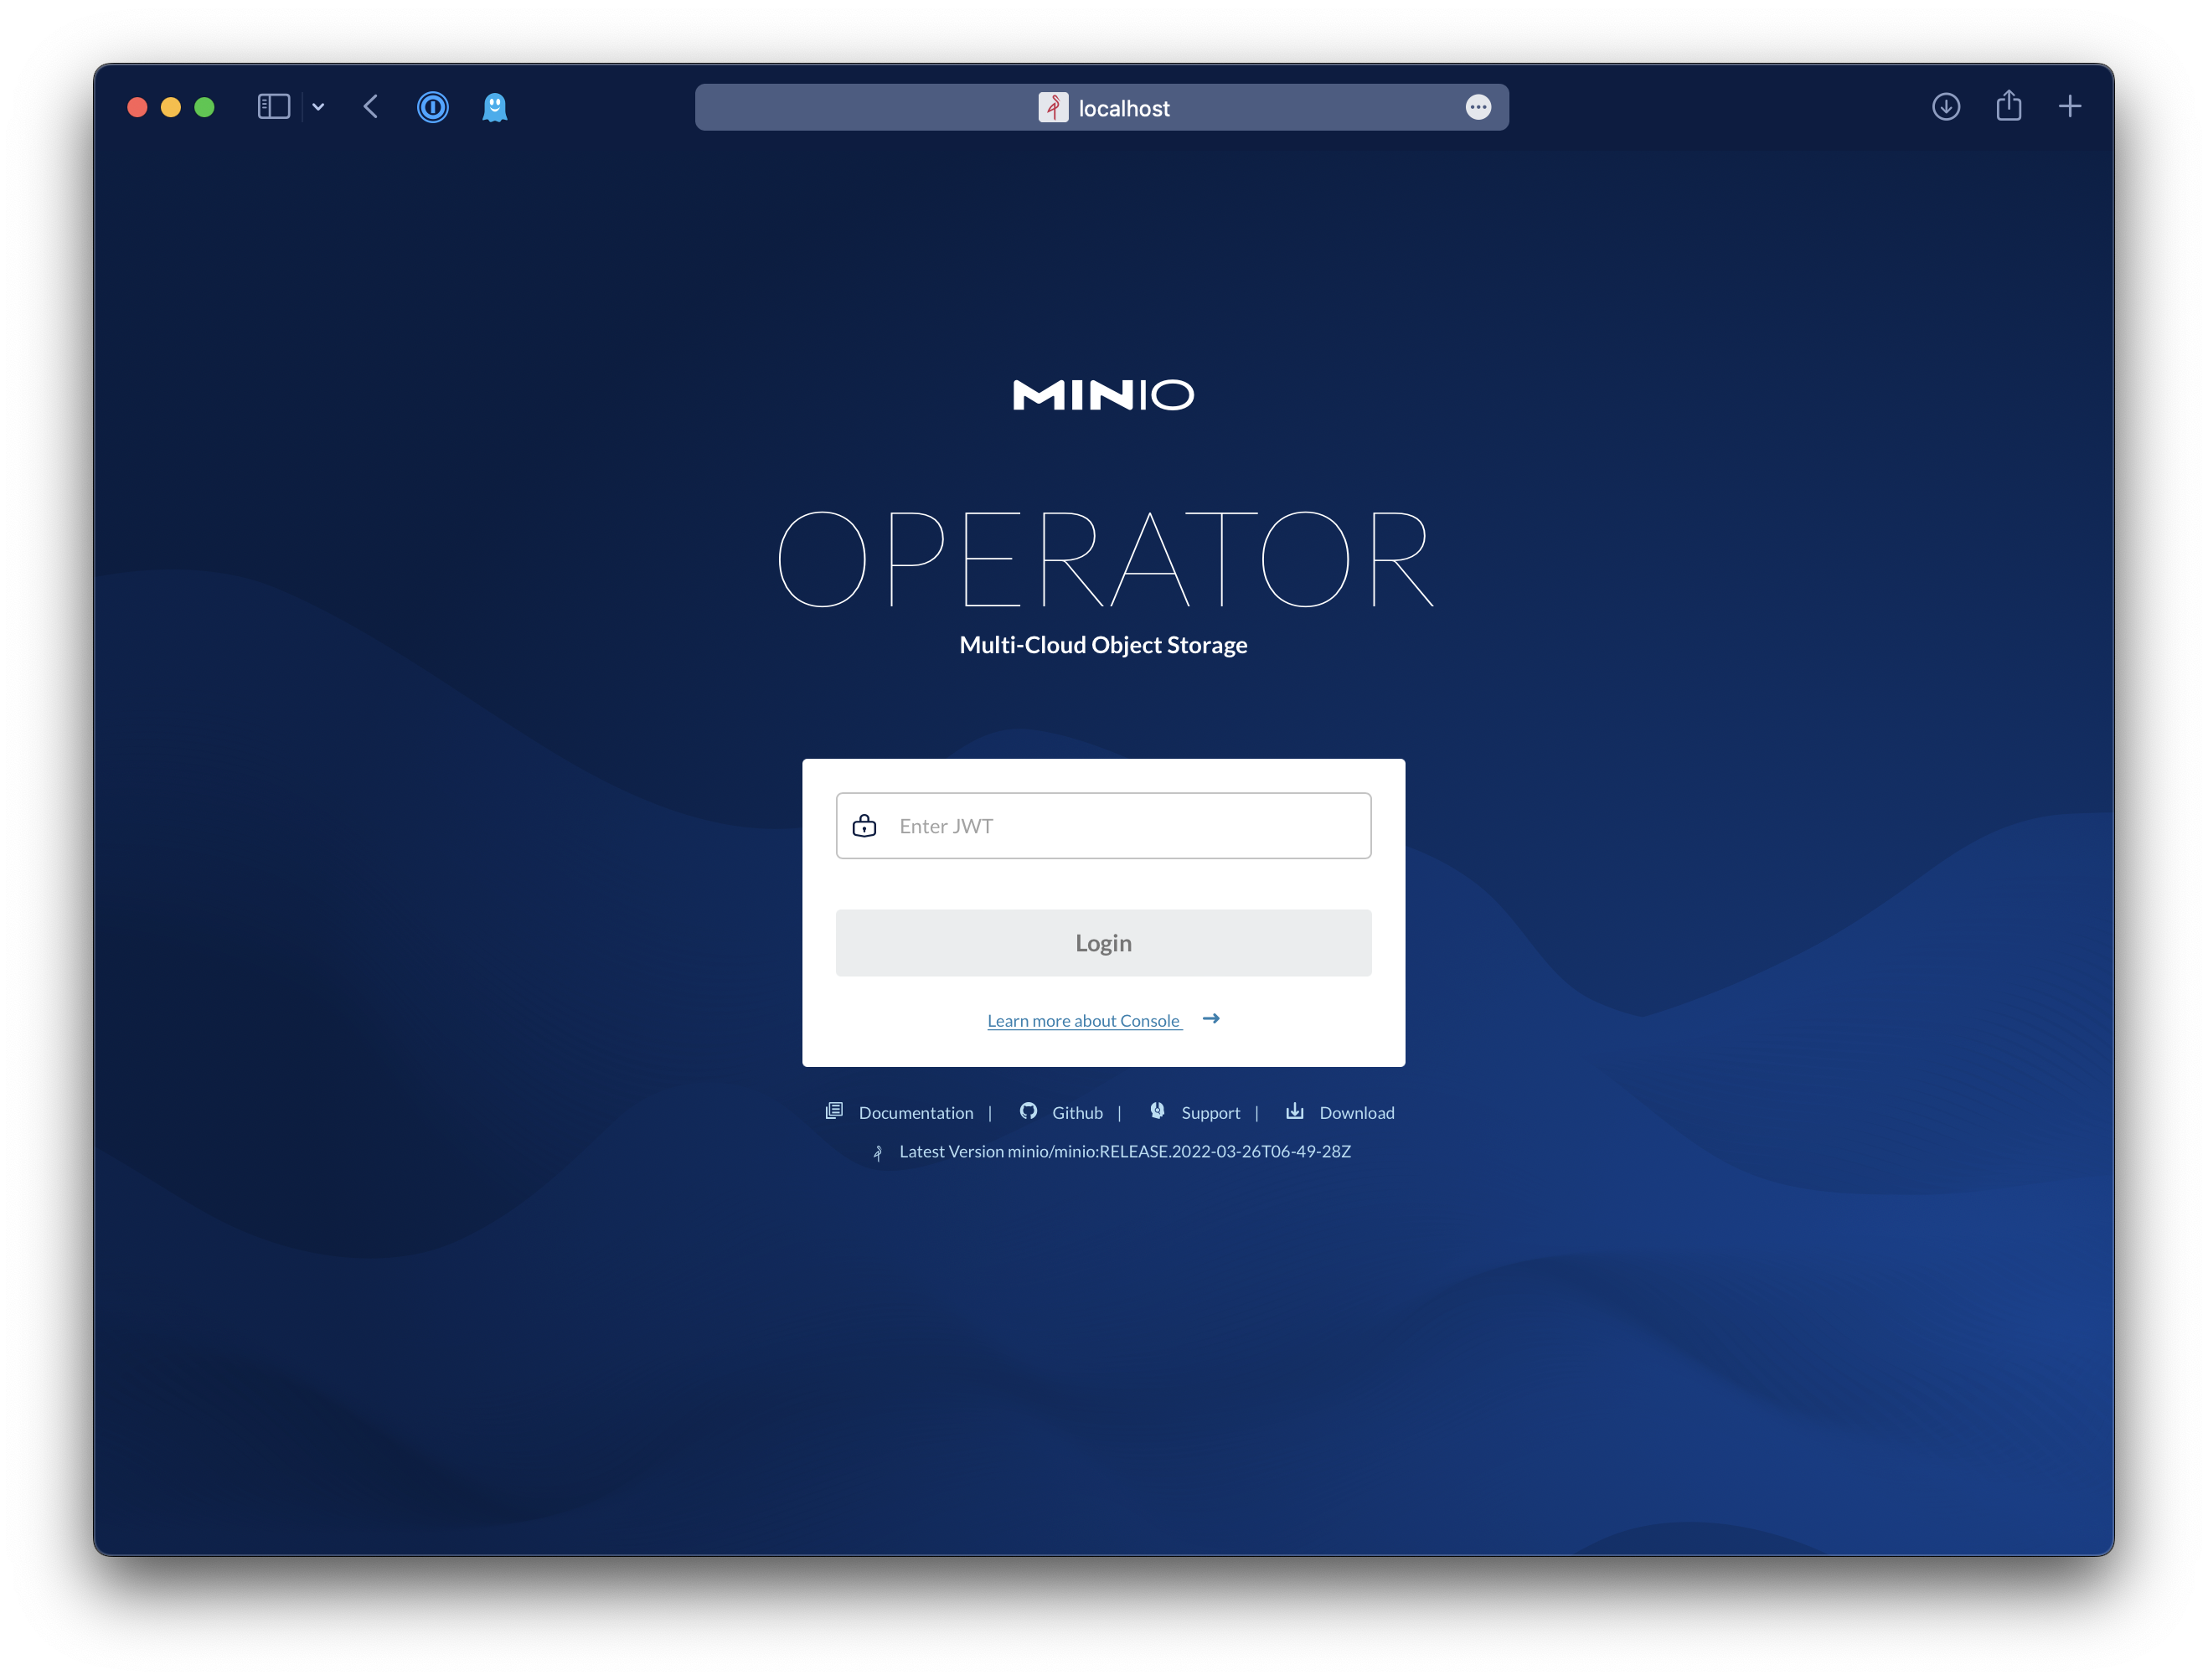 localhost
MINIO
OPERATOR
Multi-Cloud Object Storage
Enter JWT
Login
Learn more about Console
Documentation | Github | Support | Download
Latest Version minio/minio:RELEASE.2022-03-26T06-49-28Z